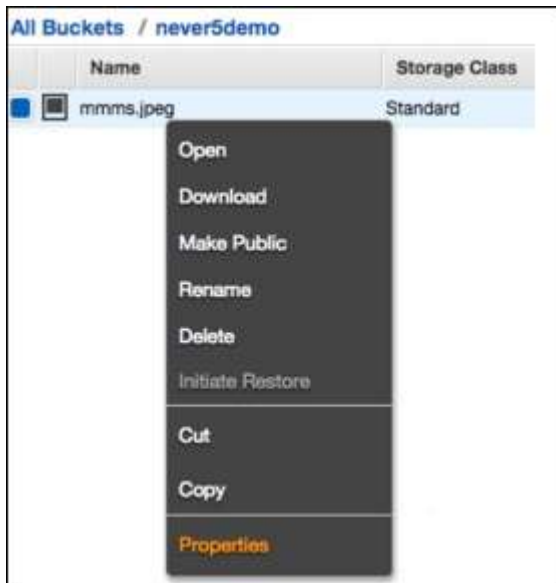 All Buckets / never5demo
Name Storage Class
mmms.jpeg Standard
Open
Download
Make Public
Rename
Delete
Initiate Restore
Cut
Copy
Properties